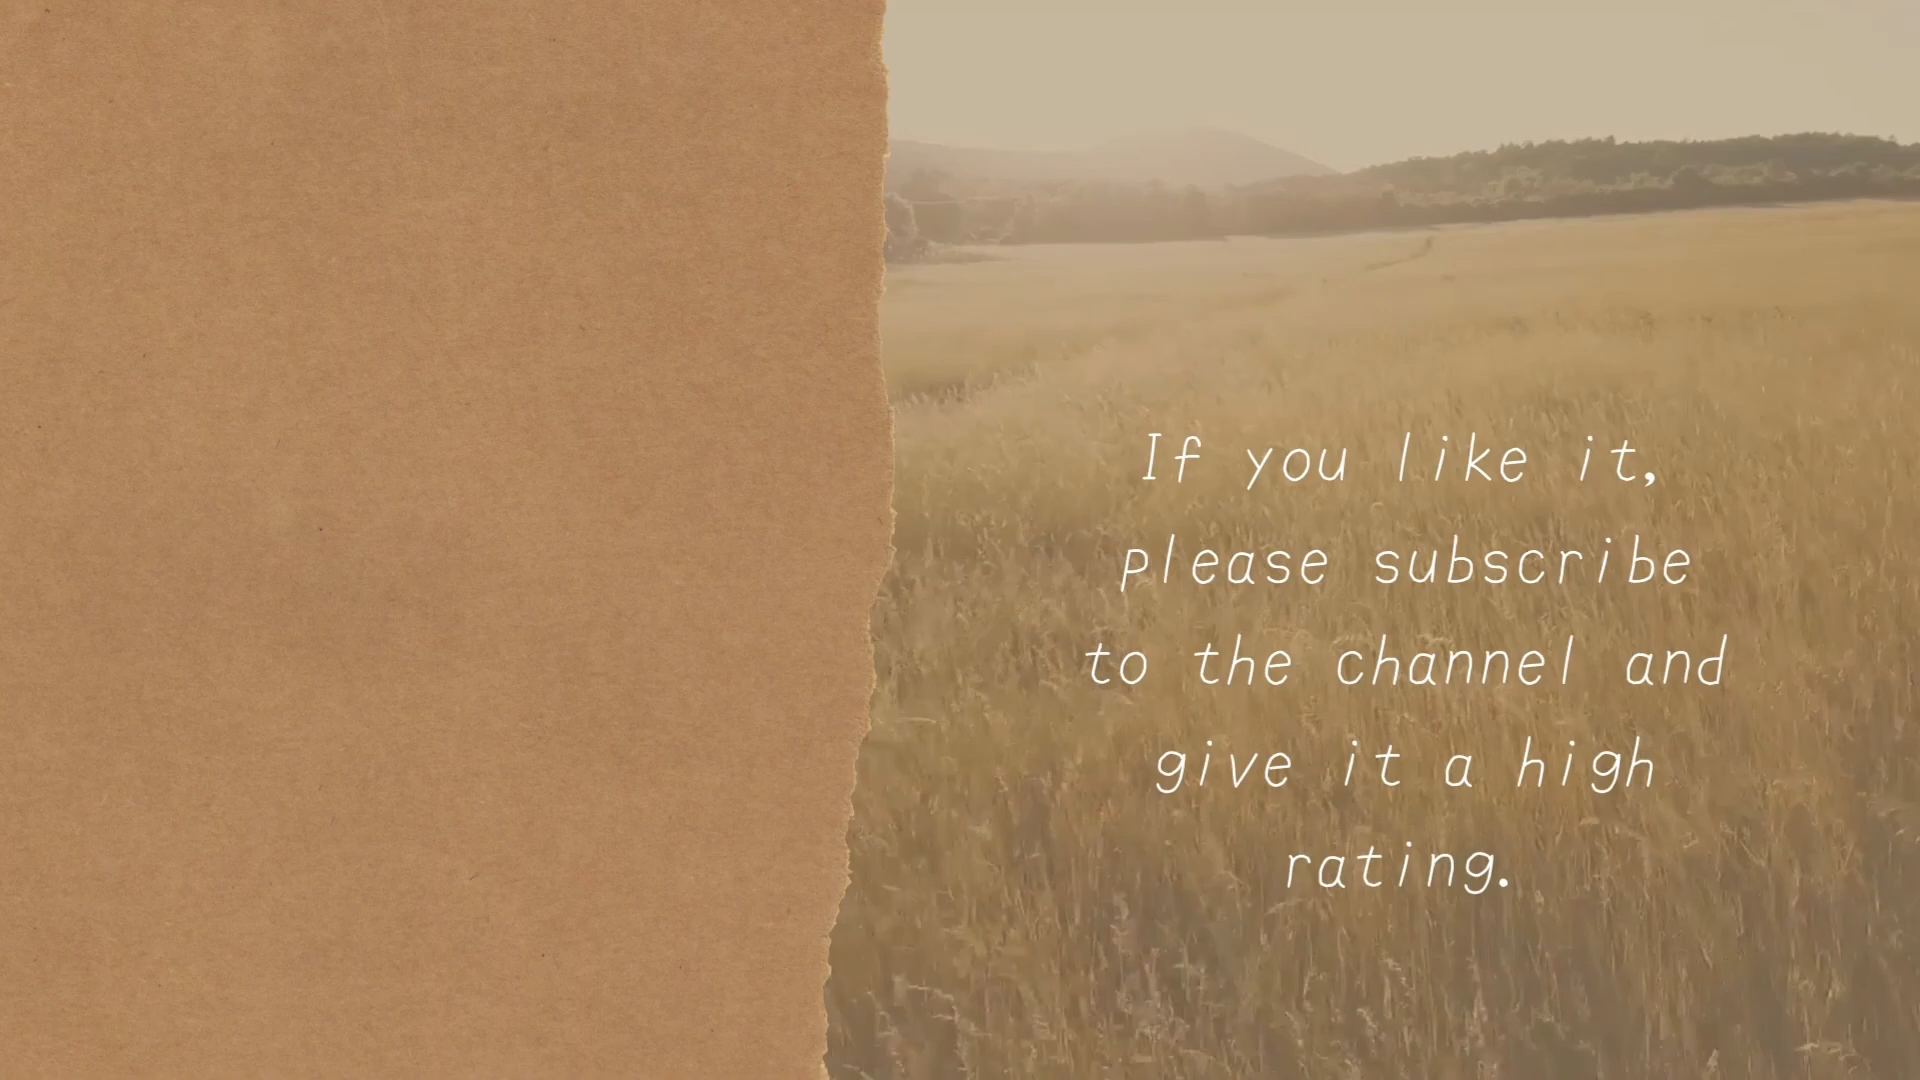 If you like it,
please subscribe
to the channel and
give it a high
rating.